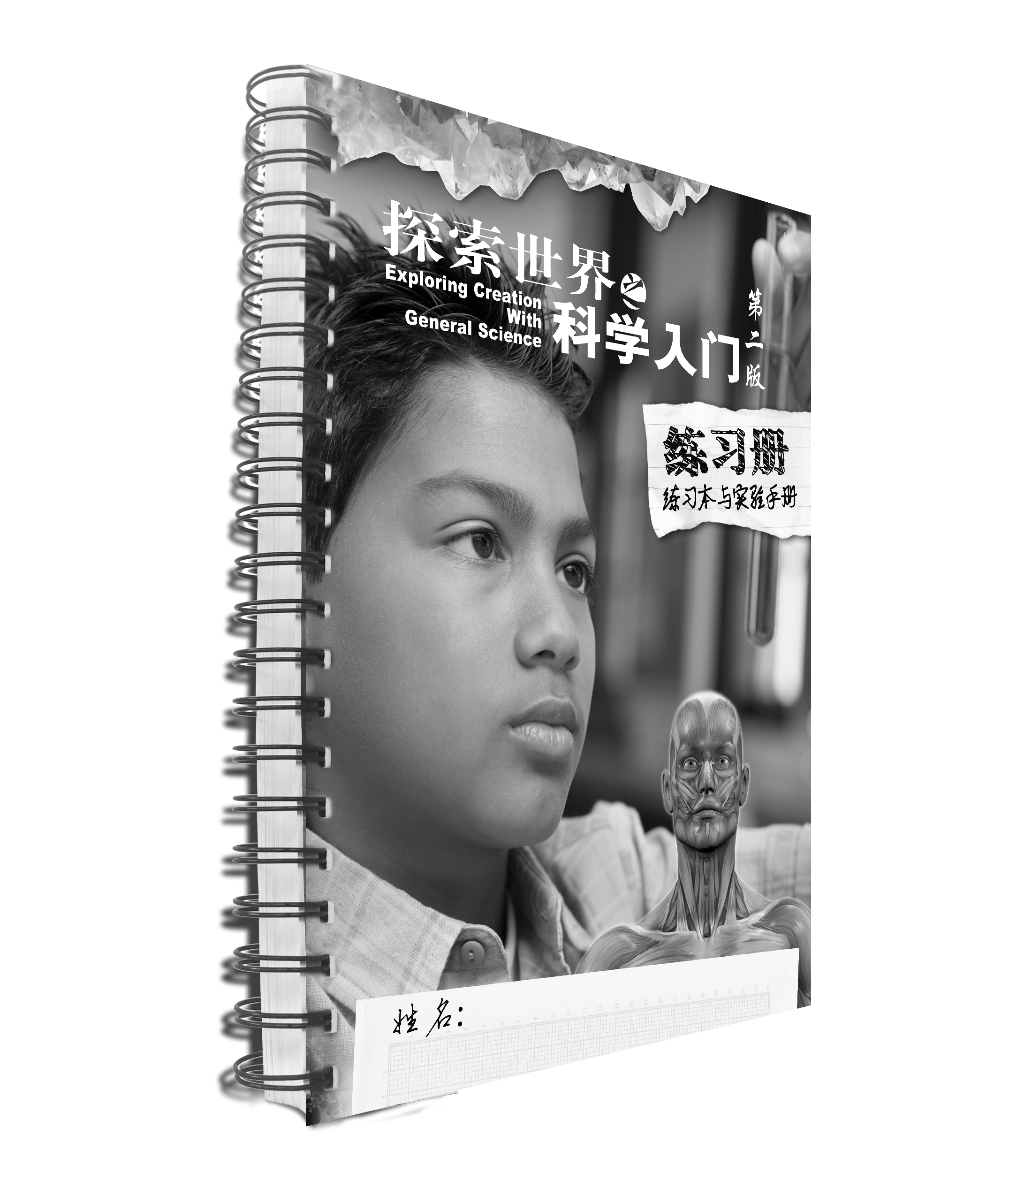 探索世界之
Exploring Creation
With
General Science
科学入门
第二版
练习册
练习本与实验手册
姓名：